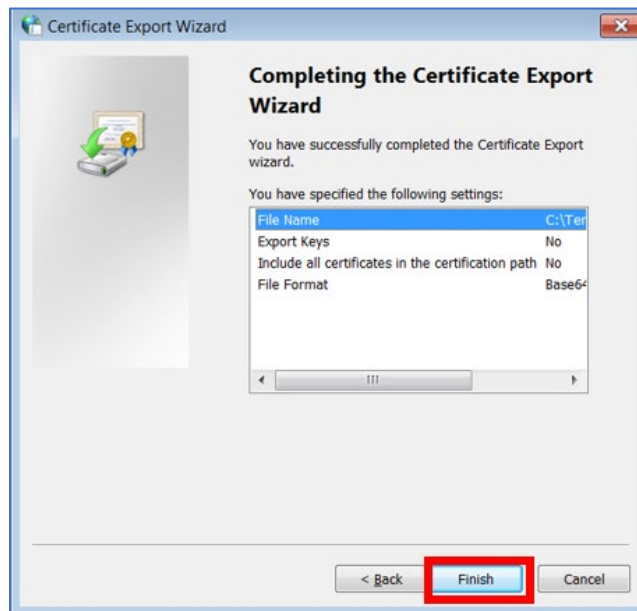 Certificate Export Wizard
Completing the Certificate Export
Wizard
You have successfully completed the Certificate Export
wizard.
You have specified the following settings:
File Name C:\Ter
Export Keys No
Include all certificates in the certification path No
File Format Base64
< Back Finish Cancel